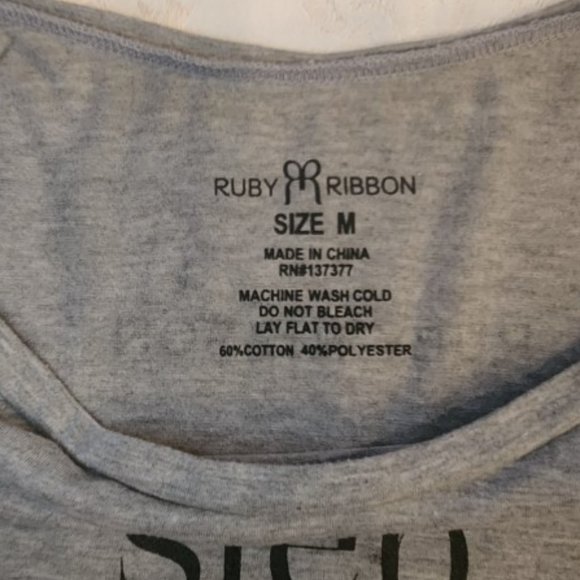 RUBY RIBBON
SIZE M
MADE IN CHINA
RN#137377
MACHINE WASH COLD
DO NOT BLEACH
LAY FLAT TO DRY
60%COTTON 40%POLYESTER